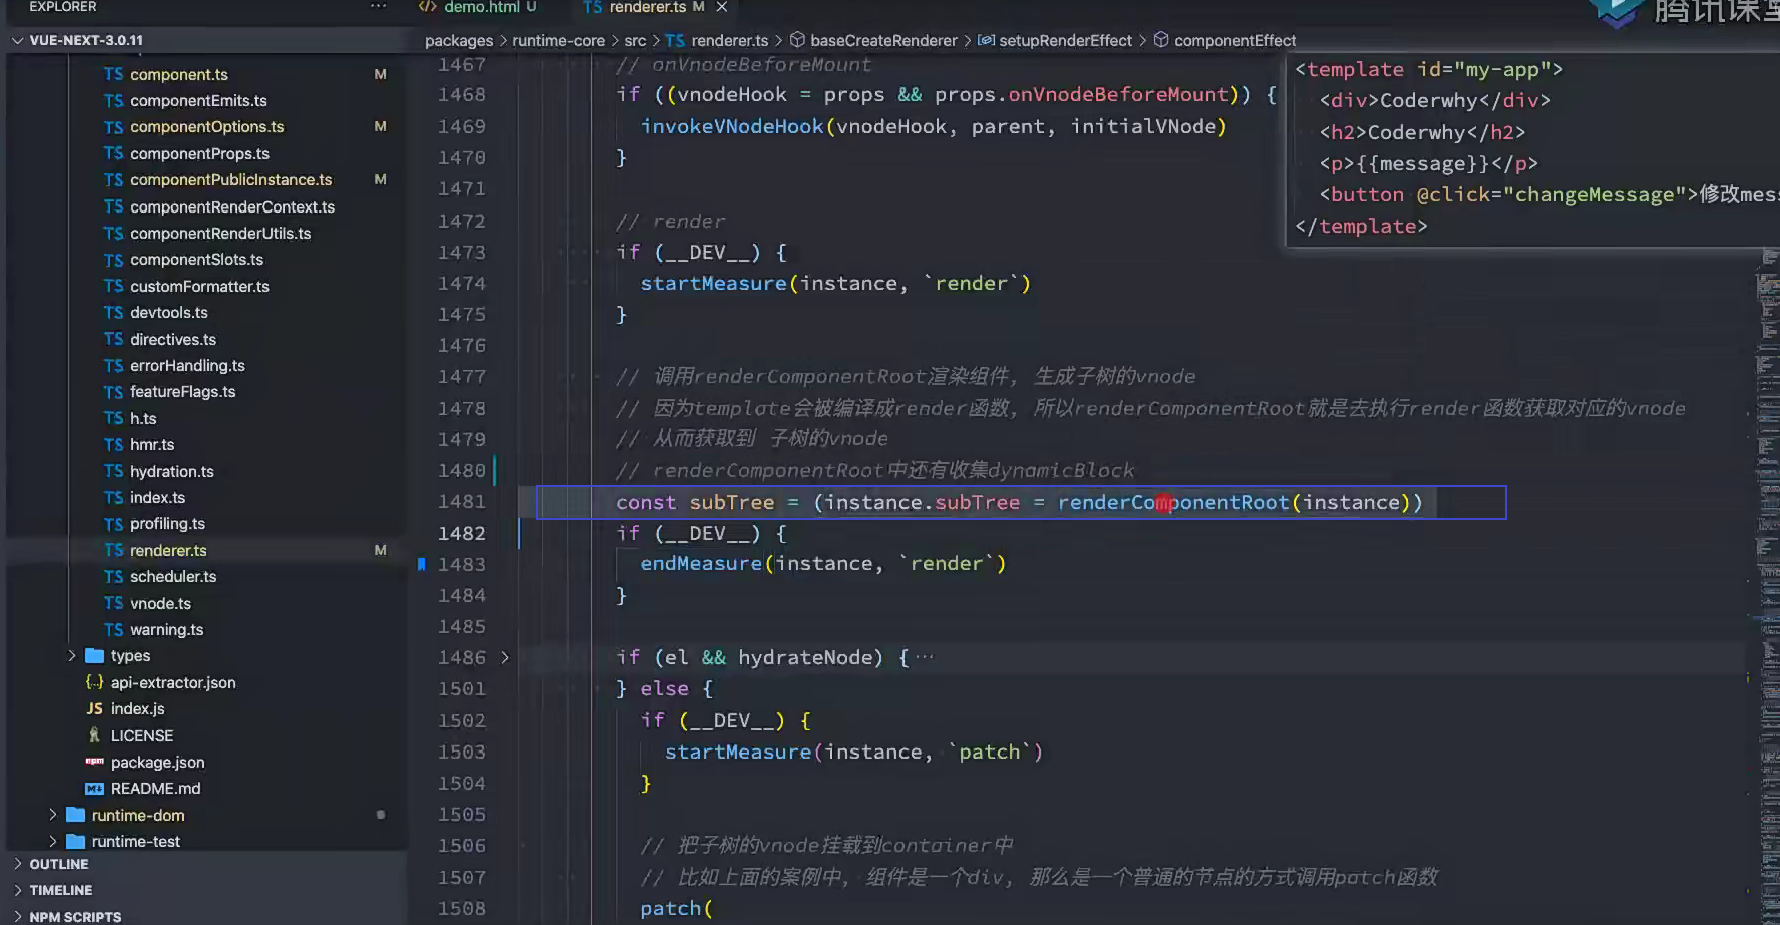 EXPLORER
demo.html U
TS renderer.ts M
腾讯课堂
VUE-NEXT-3.0.11
packages > runtime-core > src > TS renderer.ts > baseCreateRenderer > setupRenderEffect > componentEffect
TS component.ts M
TS componentEmits.ts
TS componentOptions.ts M
TS componentProps.ts
TS componentPublicInstance.ts M
TS componentRenderContext.ts
TS componentRenderUtils.ts
TS componentSlots.ts
TS customFormatter.ts
TS devtools.ts
TS directives.ts
TS errorHandling.ts
TS featureFlags.ts
TS h.ts
TS hmr.ts
TS hydration.ts
TS index.ts
TS profiling.ts
TS renderer.ts M
TS scheduler.ts
TS vnode.ts
TS warning.ts
types
{..} api-extractor.json
JS index.js
LICENSE
npm package.json
README.md
runtime-dom
runtime-test
OUTLINE
TIMELINE
NPM SCRIPTS
1467 // onVnodeBeforeMount
1468 if ((vnodeHook = props && props.onVnodeBeforeMount)) {
1469 invokeVNodeHook(vnodeHook, parent, initialVNode)
1470 }
1471
1472 // render
1473 if (__DEV__) {
1474 startMeasure(instance, `render`)
1475 }
1476
1477 // 调用renderComponentRoot渲染组件, 生成子树的vnode
1478 // 因为template会被编译成render函数, 所以renderComponentRoot就是去执行render函数获取对应的vnode
1479 // 从而获取到 子树的vnode
1480 // renderComponentRoot中还有收集dynamicBlock
1481 const subTree = (instance.subTree = renderComponentRoot(instance))
1482 if (__DEV__) {
1483 endMeasure(instance, `render`)
1484 }
1485
1486 if (el && hydrateNode) { ···
1501 } else {
1502 if (__DEV__) {
1503 startMeasure(instance, `patch`)
1504 }
1505
1506 // 把子树的vnode挂载到container中
1507 // 比如上面的案例中, 组件是一个div, 那么是一个普通的节点的方式调用patch函数
1508 patch(
<template id="my-app">
<div>Coderwhy</div>
<h2>Coderwhy</h2>
<p>{{message}}</p>
<button @click="changeMessage">修改mess
</template>